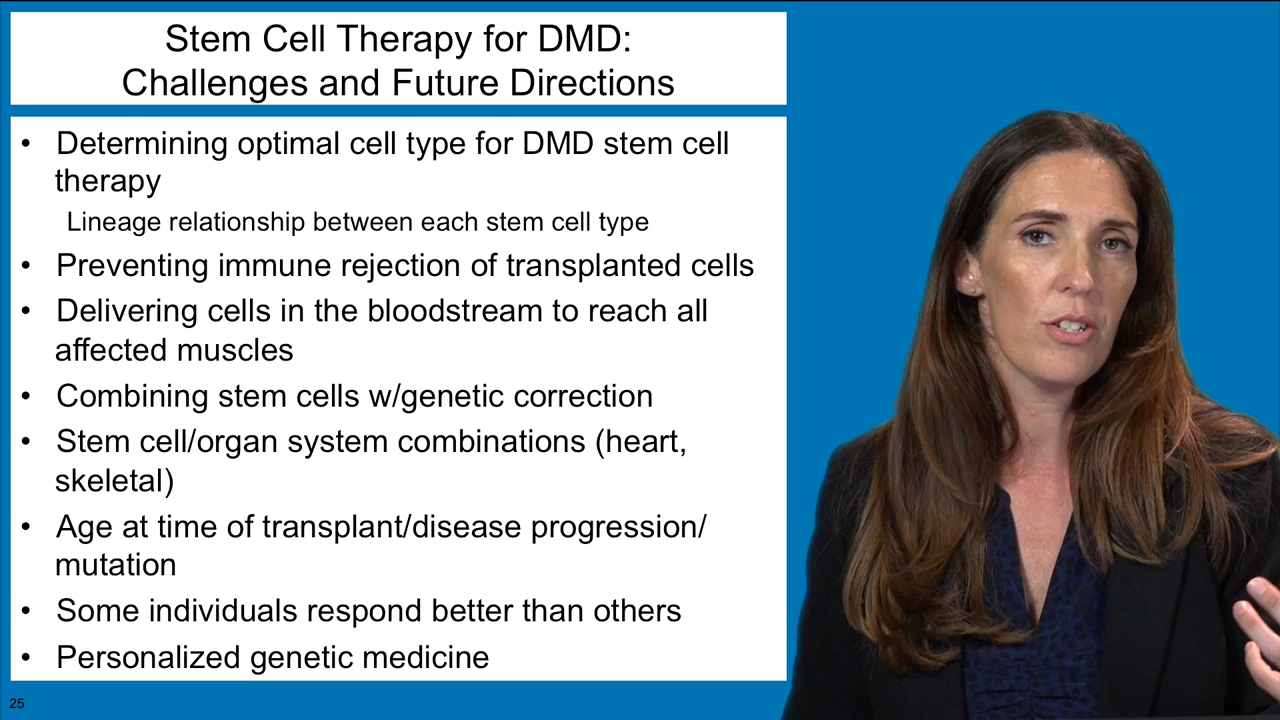 Stem Cell Therapy for DMD:
Challenges and Future Directions
• Determining optimal cell type for DMD stem cell
therapy
Lineage relationship between each stem cell type
• Preventing immune rejection of transplanted cells
• Delivering cells in the bloodstream to reach all
affected muscles
• Combining stem cells w/genetic correction
• Stem cell/organ system combinations (heart,
skeletal)
• Age at time of transplant/disease progression/
mutation
• Some individuals respond better than others
• Personalized genetic medicine
25